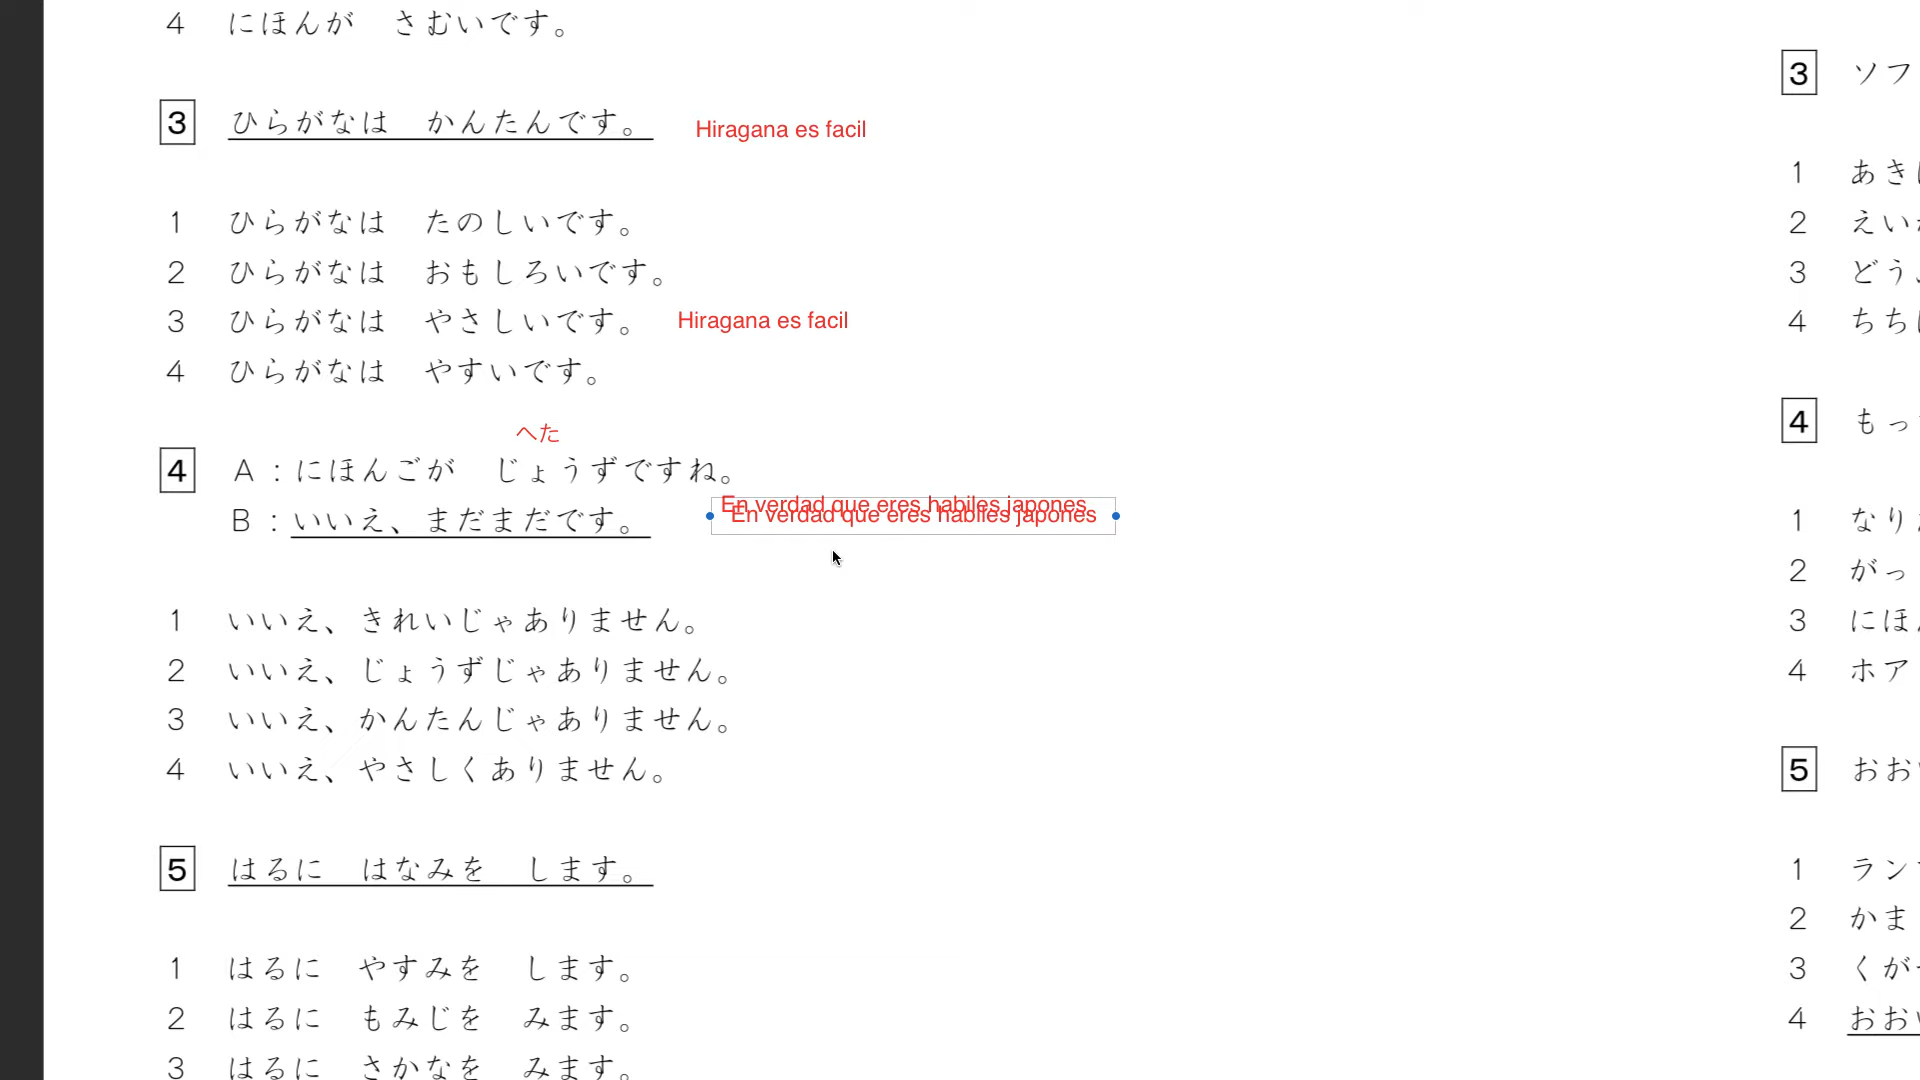 4 にほんが さむいです。
3 ひらがなは かんたんです。 Hiragana es facil
1 ひらがなは たのしいです。
2 ひらがなは おもしろいです。
3 ひらがなは やさしいです。 Hiragana es facil
4 ひらがなは やすいです。
へた
4 A：にほんごが じょうずですね。
En verdad que eres habiles japones
B：いいえ、まだまだです。 En verdad que eres habiles japones
1 いいえ、きれいじゃありません。
2 いいえ、じょうずじゃありません。
3 いいえ、かんたんじゃありません。
4 いいえ、やさしくありません。
5 はるに はなみを します。
1 はるに やすみを します。
2 はるに もみじを みます。
3 はるに さかなを みます。
3 ソフ
1 あき
2 えい
3 どう
4 ちち
4 もっ
1 なり
2 がっ
3 にほ
4 ホア
5 おお
1 ラン
2 かま
3 くが
4 おお